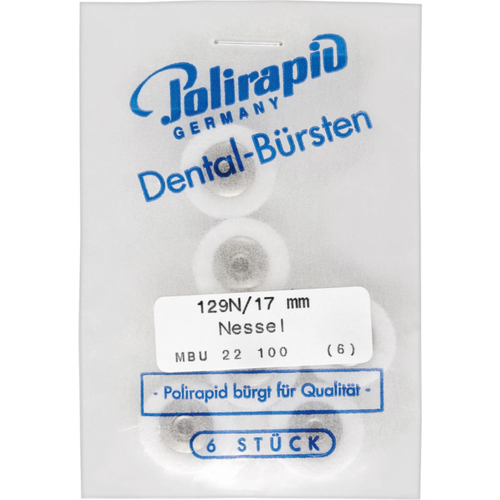 Polirapid
GERMANY
Dental-Bürsten
129N/17 mm
Nessel
MBU 22 100 (6)
- Polirapid bürgt für Qualität -
6 STÜCK